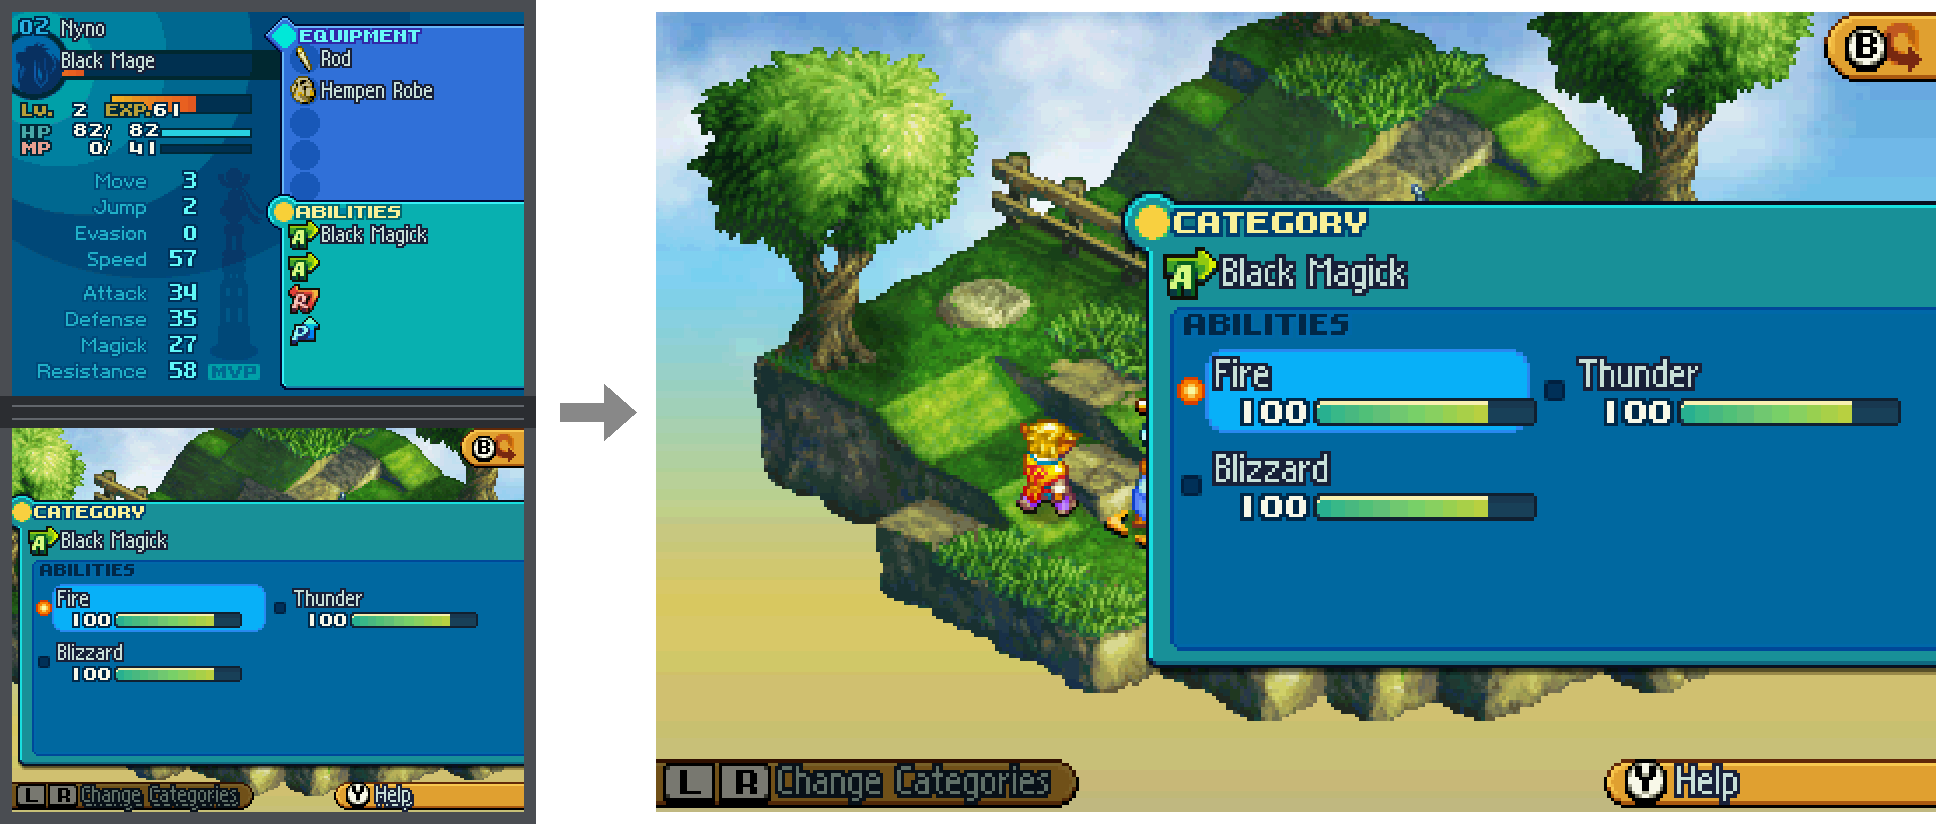 02 Nyno
Black Mage
Lv. 2 EXP.61
HP 82/ 82
MP 0/ 41
Move 3
Jump 2
Evasion 0
Speed 57
Attack 34
Defense 35
Magick 27
Resistance 58 MVP
EQUIPMENT
Rod
Hempen Robe
ABILITIES
A Black Magick
A
R
P
B
CATEGORY
A Black Magick
ABILITIES
Fire
100
Thunder
100
Blizzard
100
L R Change Categories
Y Help
B
CATEGORY
A Black Magick
ABILITIES
Fire
100
Thunder
100
Blizzard
100
L R Change Categories
Y Help